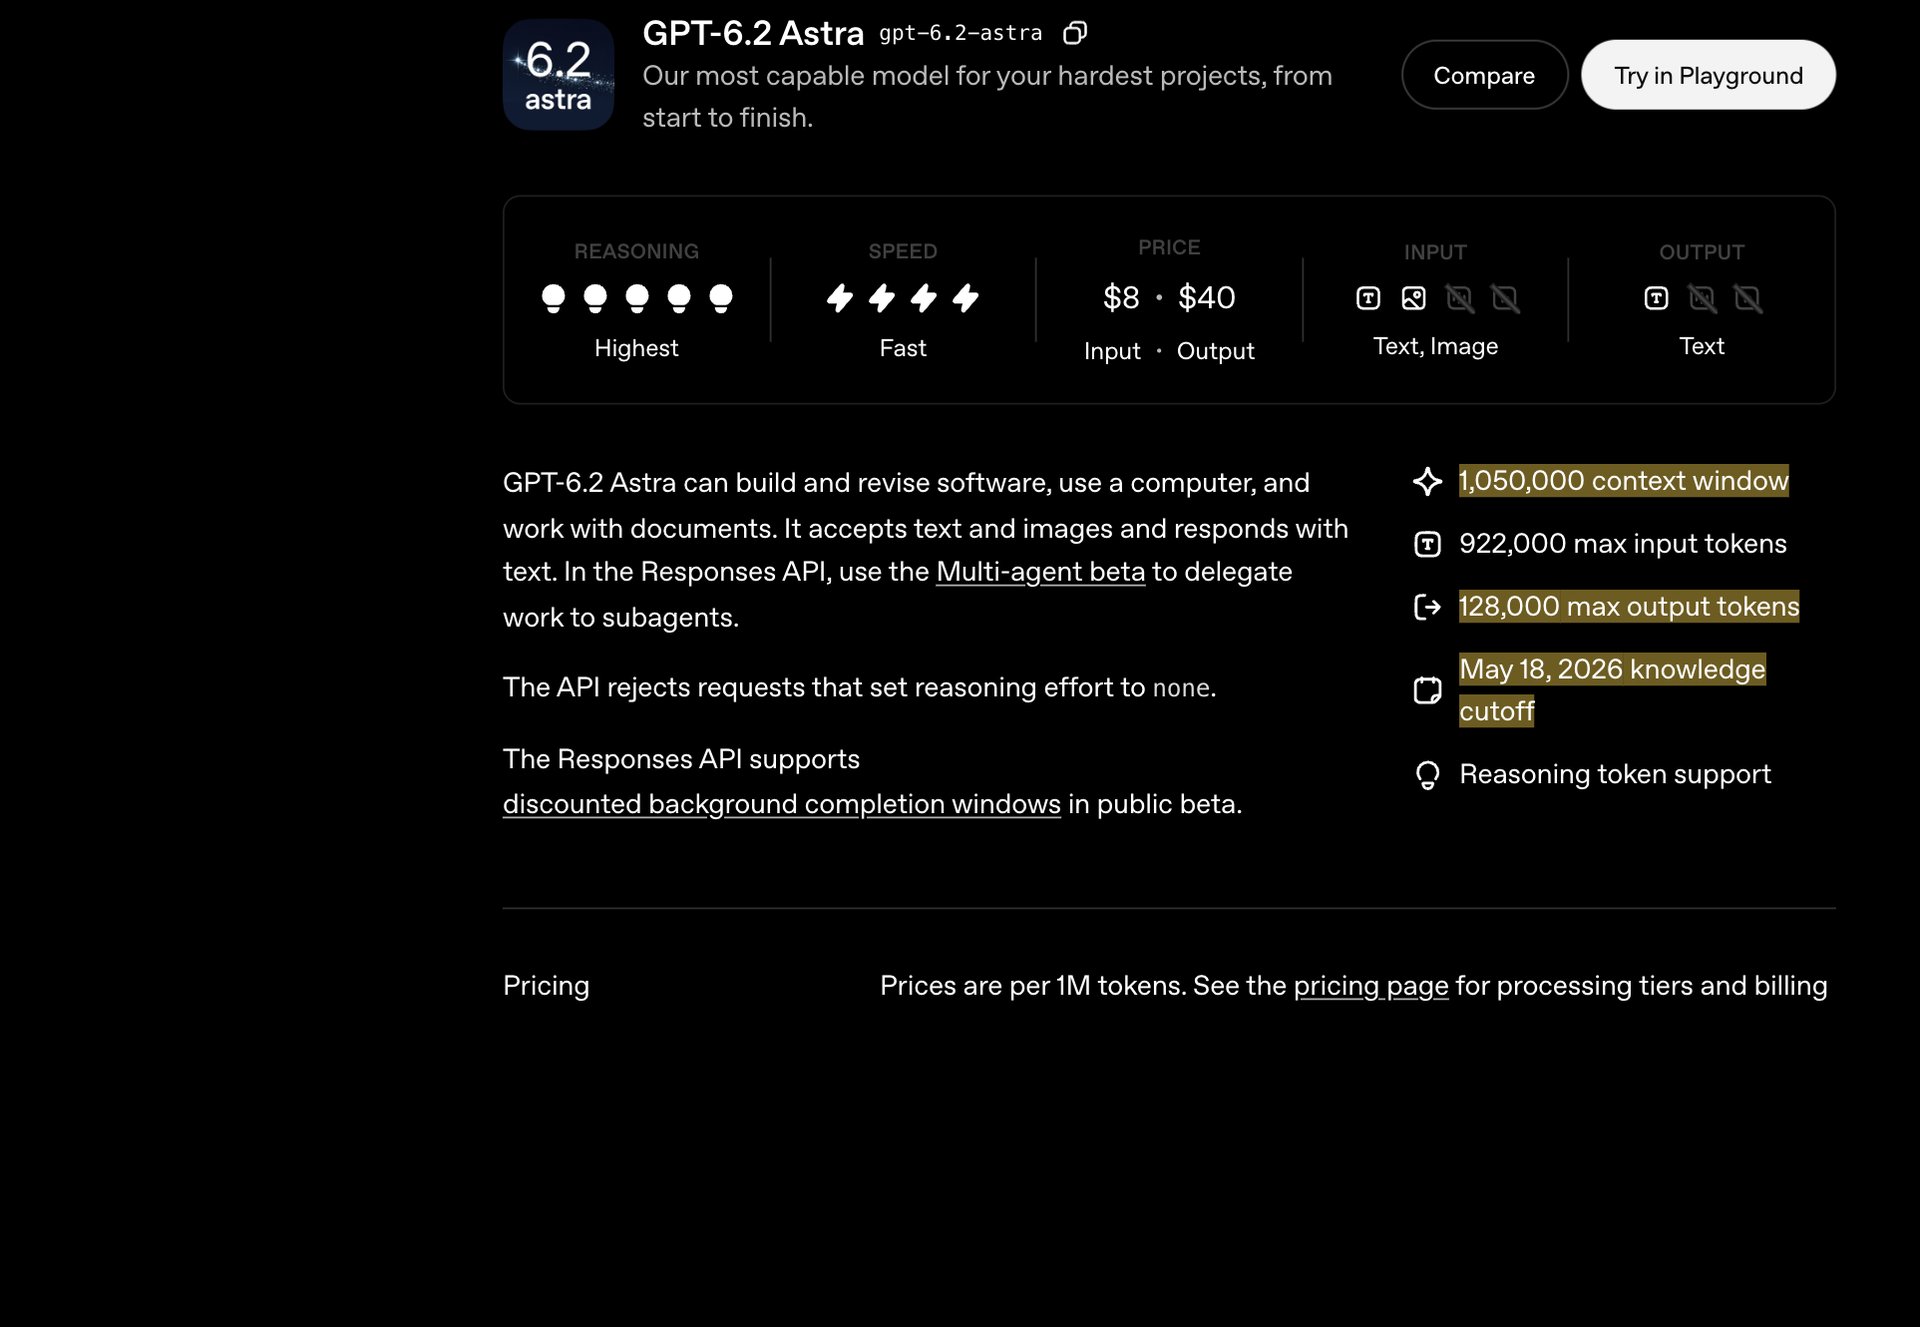 6.2
astra
GPT-6.2 Astra gpt-6.2-astra
Our most capable model for your hardest projects, from
start to finish.
Compare
Try in Playground
REASONING
Highest
SPEED
Fast
PRICE
$8 • $40
Input • Output
INPUT
Text, Image
OUTPUT
Text
GPT-6.2 Astra can build and revise software, use a computer, and
work with documents. It accepts text and images and responds with
text. In the Responses API, use the Multi-agent beta to delegate
work to subagents.
The API rejects requests that set reasoning effort to none.
The Responses API supports
discounted background completion windows in public beta.
1,050,000 context window
922,000 max input tokens
128,000 max output tokens
May 18, 2026 knowledge
cutoff
Reasoning token support
Pricing
Prices are per 1M tokens. See the pricing page for processing tiers and billing